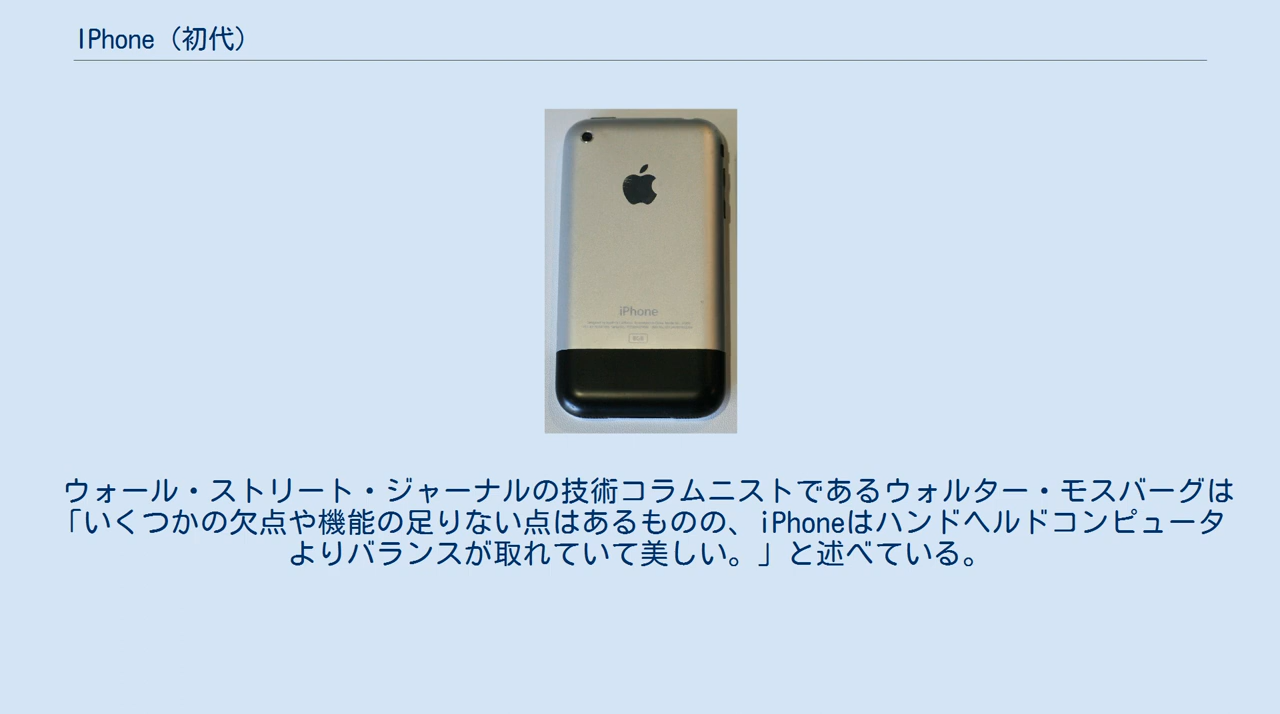 IPhone（初代）
iPhone
8GB
ウォール・ストリート・ジャーナルの技術コラムニストであるウォルター・モスバーグは
「いくつかの欠点や機能の足りない点はあるものの、iPhoneはハンドヘルドコンピュータ
よりバランスが取れていて美しい。」と述べている。